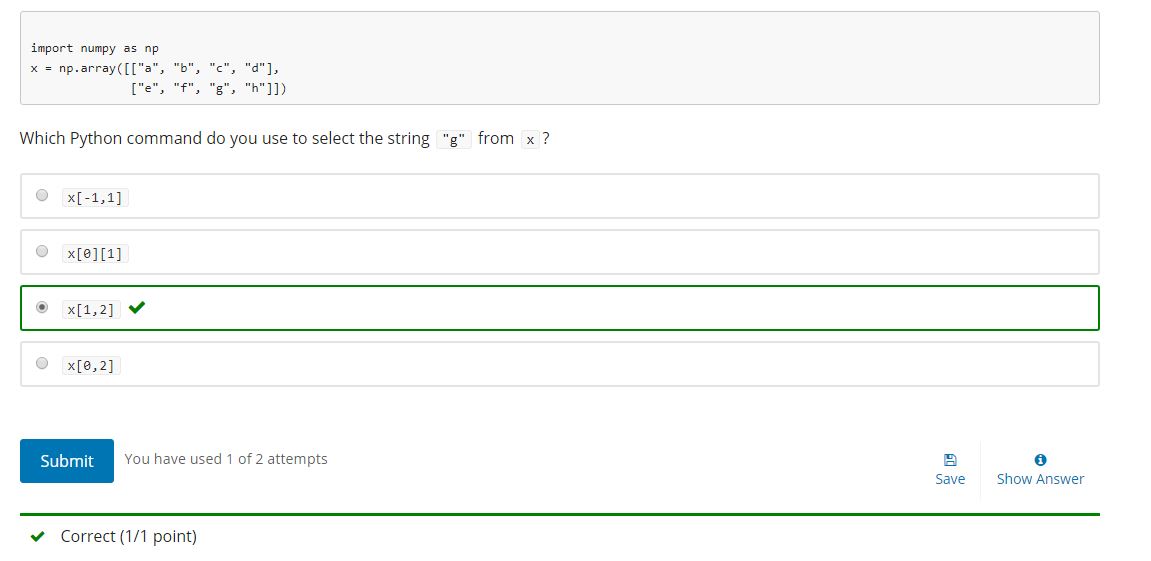 import numpy as np
x = np.array([["a", "b", "c", "d"],
["e", "f", "g", "h"]])
Which Python command do you use to select the string "g" from x ?
x[-1,1]
x[0][1]
x[1,2]
x[0,2]
Submit You have used 1 of 2 attempts
Save Show Answer
Correct (1/1 point)